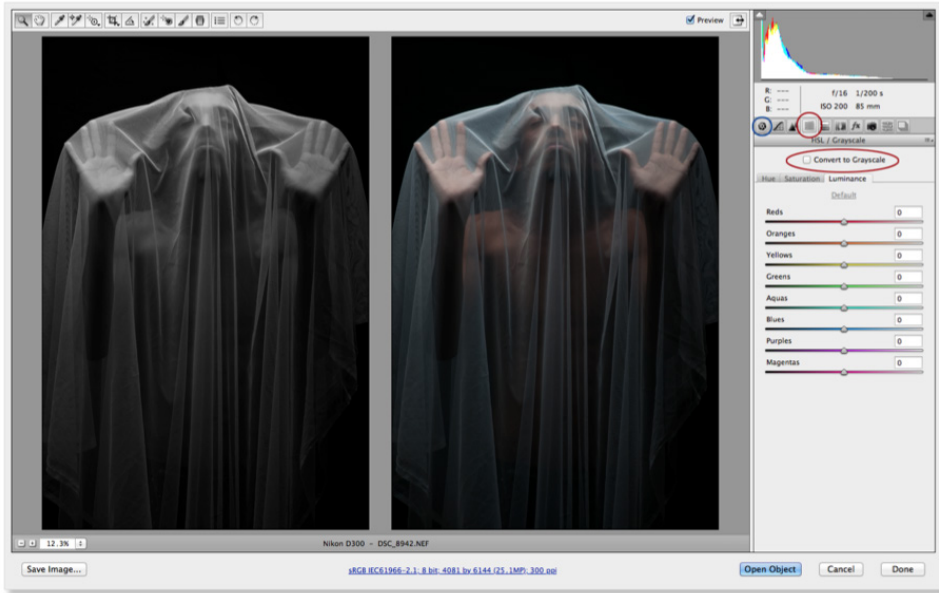 Preview
R: ---
G: ---
B: ---
f/16 1/200 s
ISO 200 85 mm
HSL / Grayscale
Convert to Grayscale
Hue Saturation Luminance
Default
Reds 0
Oranges 0
Yellows 0
Greens 0
Aquas 0
Blues 0
Purples 0
Magentas 0
12.3% Nikon D300 - DSC_8942.NEF
Save Image... sRGB IEC61966-2.1; 8 bit; 4081 by 6144 (25.1MP); 300 ppi Open Object Cancel Done